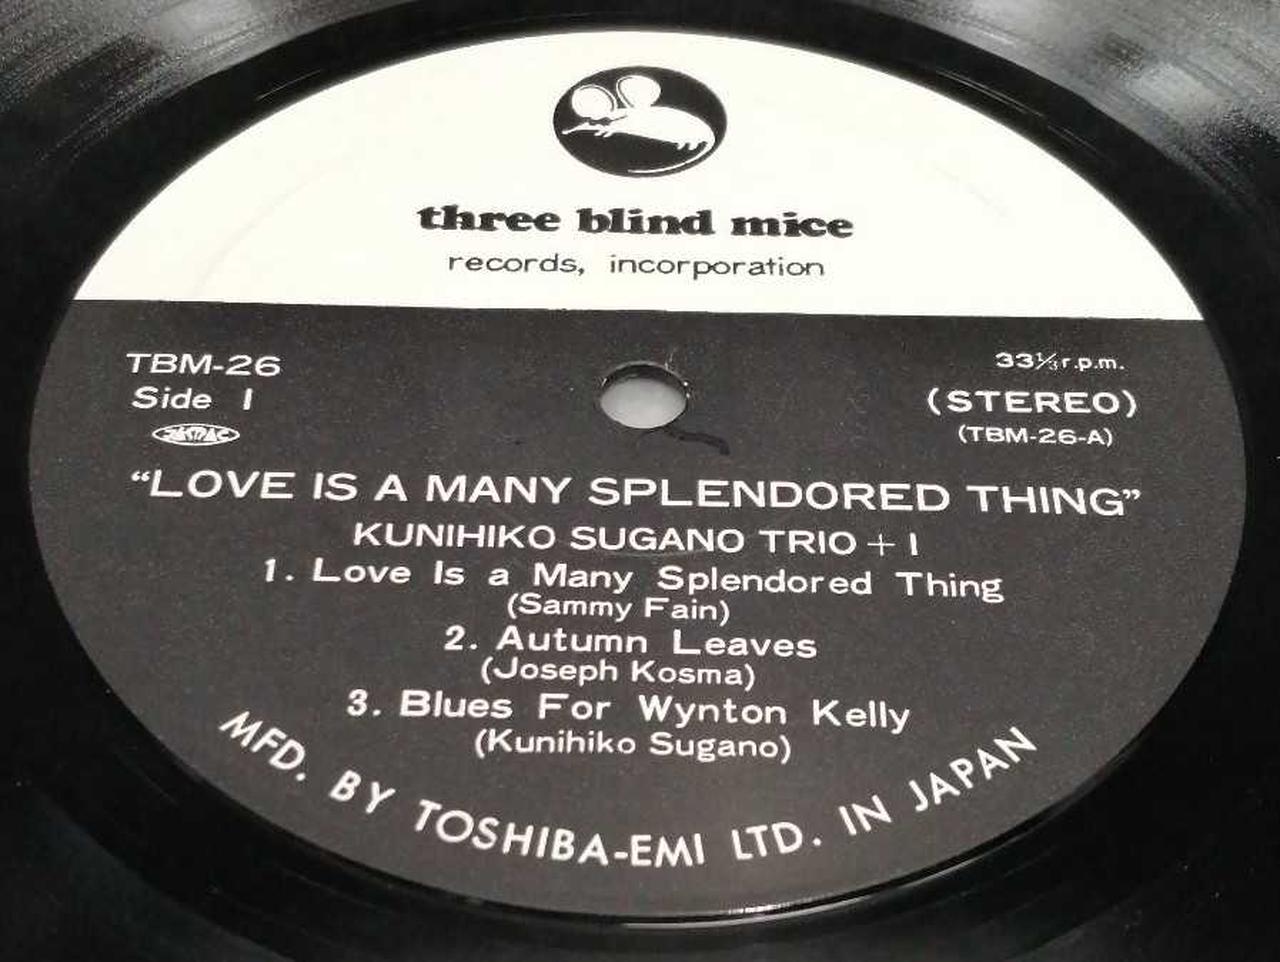 three blind mice
records, incorporation
TBM-26
33⅓ r.p.m.
Side 1
(STEREO)
JASRAC
(TBM-26-A)
“LOVE IS A MANY SPLENDORED THING”
KUNIHIKO SUGANO TRIO + 1
1. Love Is a Many Splendored Thing
(Sammy Fain)
2. Autumn Leaves
(Joseph Kosma)
3. Blues For Wynton Kelly
(Kunihiko Sugano)
MFD. BY TOSHIBA-EMI LTD. IN JAPAN